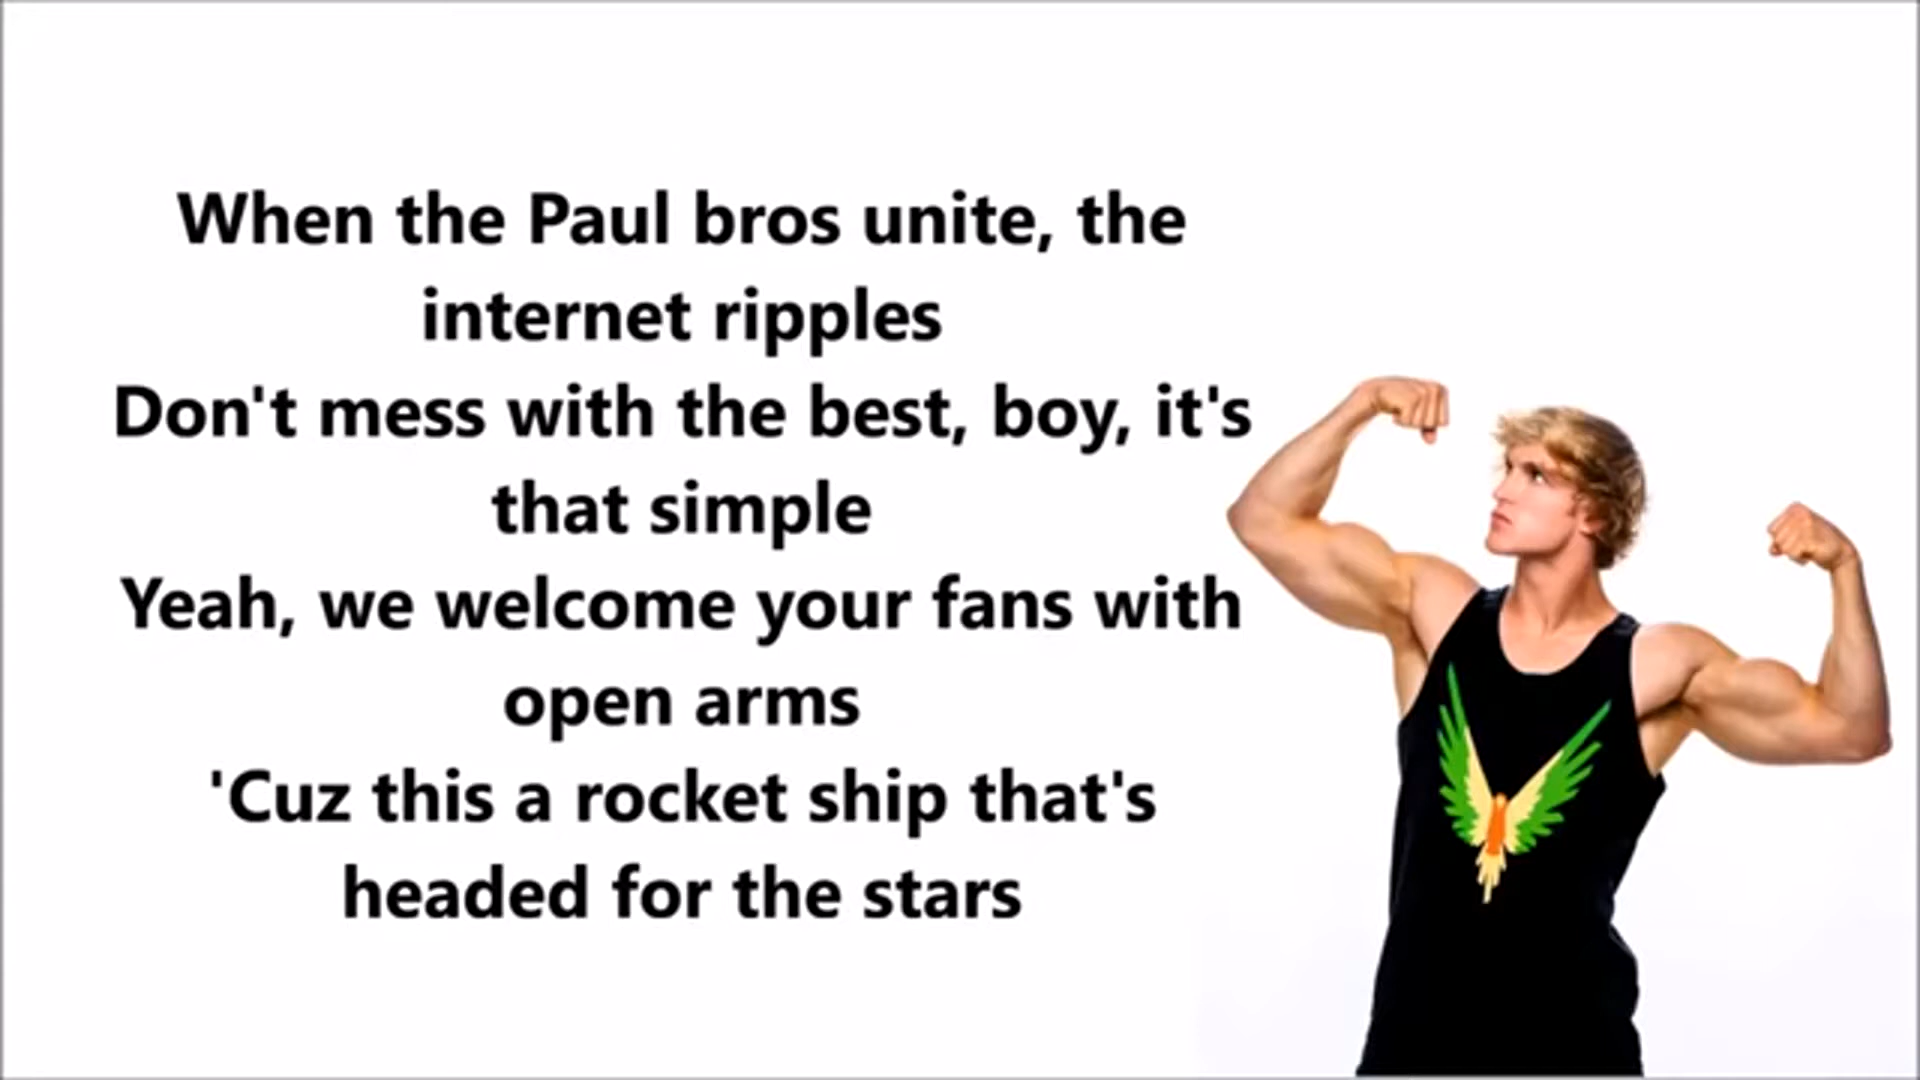 When the Paul bros unite, the
internet ripples
Don't mess with the best, boy, it's
that simple
Yeah, we welcome your fans with
open arms
'Cuz this a rocket ship that's
headed for the stars